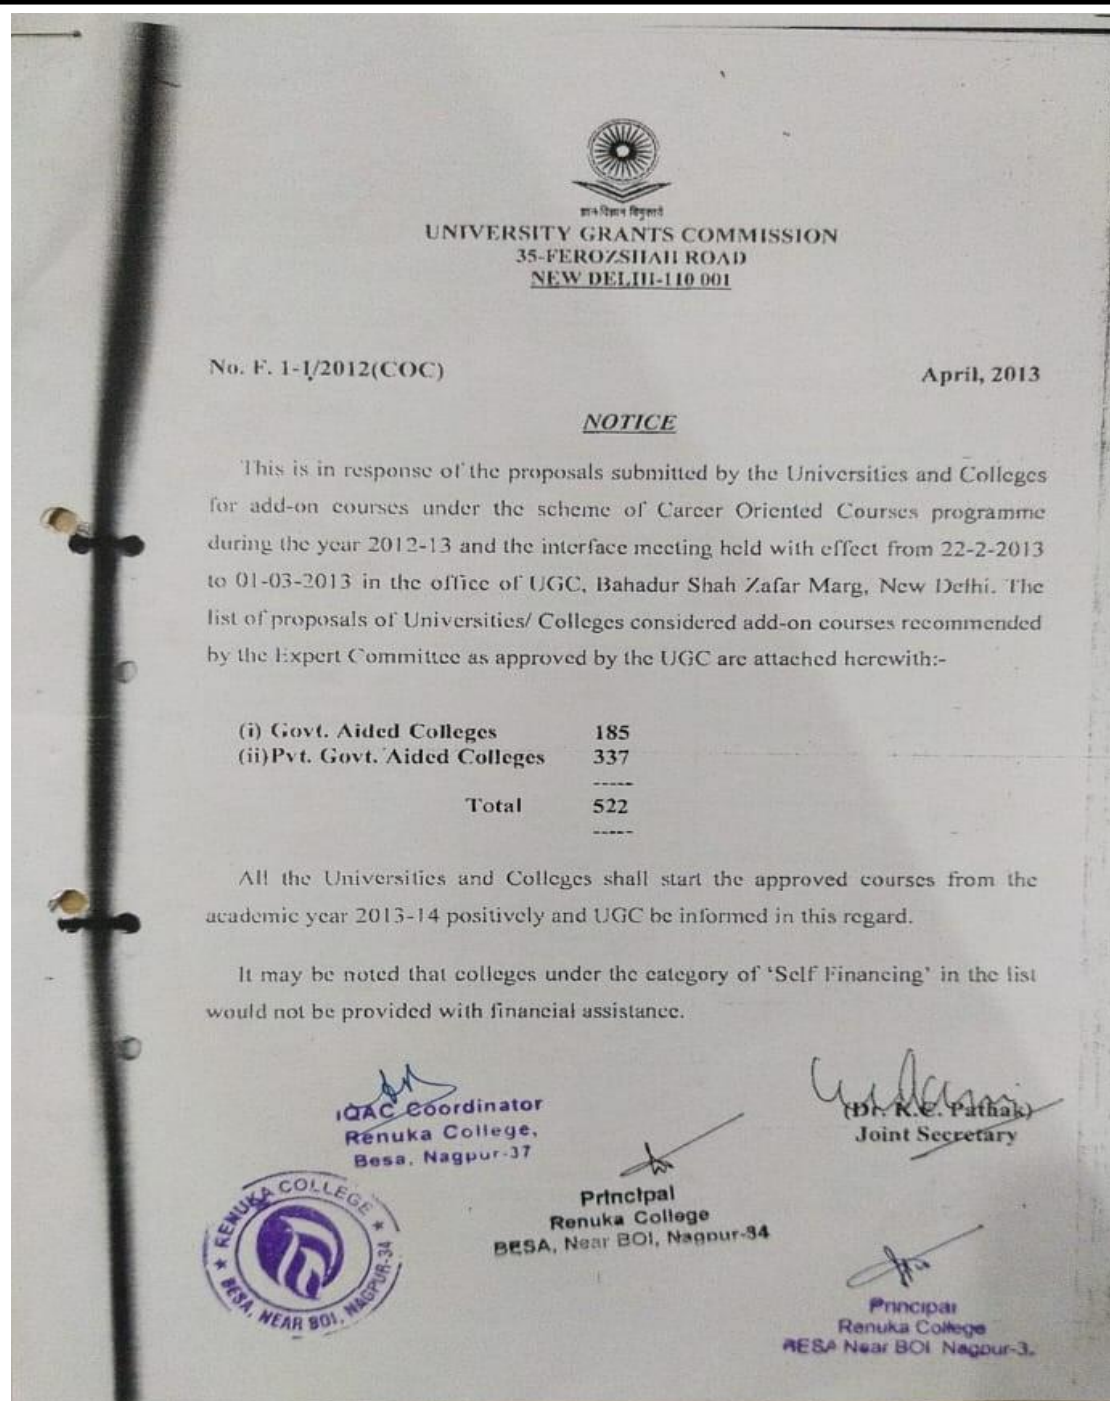 ज्ञान-विज्ञान विमुक्तये
UNIVERSITY GRANTS COMMISSION
35-FEROZSHAH ROAD
NEW DELHI-110 001
No. F. 1-1/2012(COC)
April, 2013
NOTICE
This is in response of the proposals submitted by the Universities and Colleges
for add-on courses under the scheme of Career Oriented Courses programme
during the year 2012-13 and the interface meeting held with effect from 22-2-2013
to 01-03-2013 in the office of UGC, Bahadur Shah Zafar Marg, New Delhi. The
list of proposals of Universities/ Colleges considered add-on courses recommended
by the Expert Committee as approved by the UGC are attached herewith:-
(i) Govt. Aided Colleges 185
(ii)Pvt. Govt. Aided Colleges 337
-----
Total 522
-----
All the Universities and Colleges shall start the approved courses from the
academic year 2013-14 positively and UGC be informed in this regard.
It may be noted that colleges under the category of ‘Self Financing’ in the list
would not be provided with financial assistance.
(Dr. K.C. Pathak)
Joint Secretary
IQAC Coordinator
Renuka College,
Besa, Nagpur-37
Principal
Renuka College
BESA, Near BOI, Nagpur-34
★ RENUKA COLLEGE ★
BESA, NEAR BOI, NAGPUR-34
Principal
Renuka College
BESA Near BOI Nagpur-3